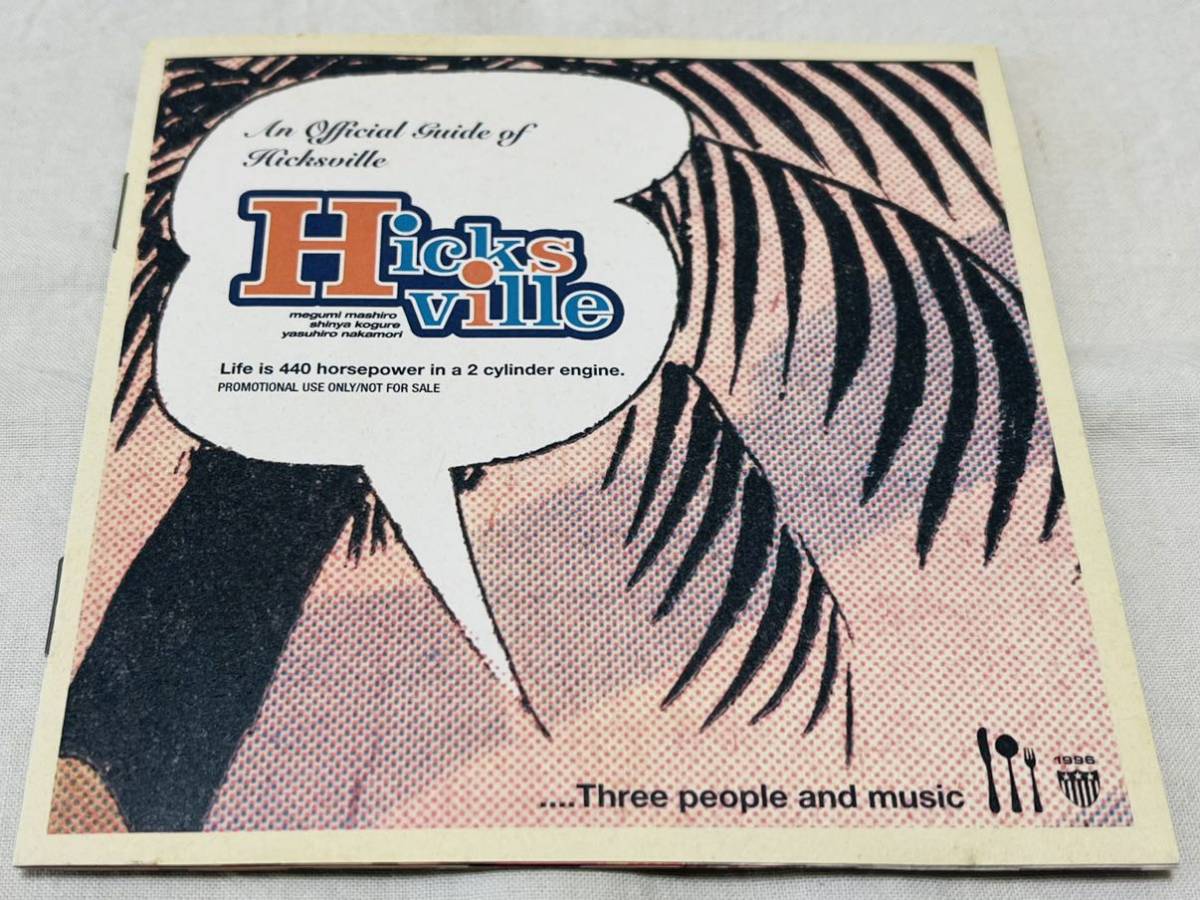 An Official Guide of
Hicksville
Hicks
ville
megumi mashiro
shinya kogure
yasuhiro nakamori
Life is 440 horsepower in a 2 cylinder engine.
PROMOTIONAL USE ONLY/NOT FOR SALE
....Three people and music
1996